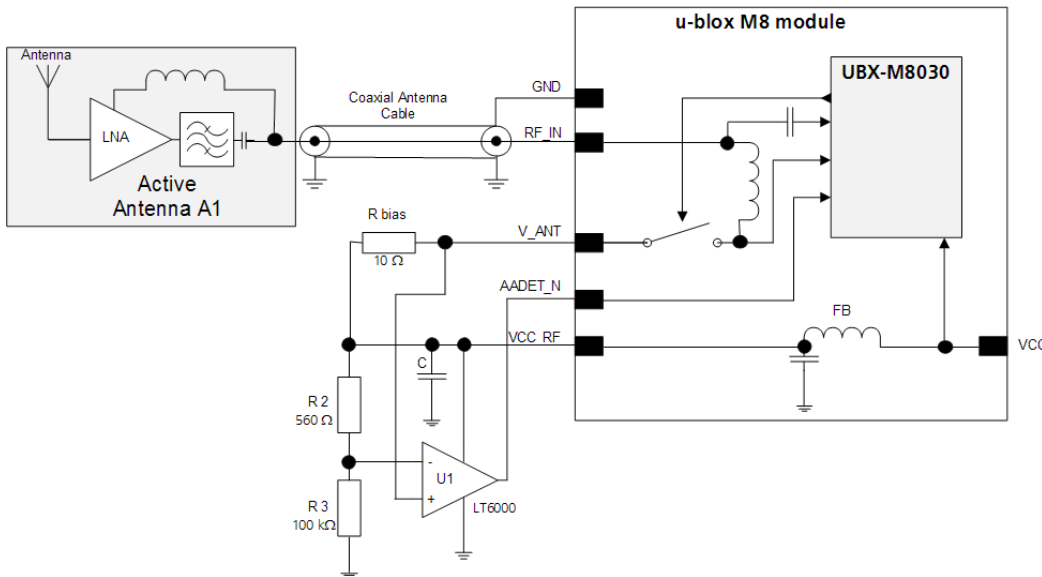 u-blox M8 module
UBX-M8030
Antenna
LNA
Active
Antenna A1
Coaxial Antenna
Cable
GND
RF_IN
R bias
10 Ω
V_ANT
AADET_N
VCC_RF
FB
VCC
C
R 2
560 Ω
-
U1
+
LT6000
R 3
100 kΩ